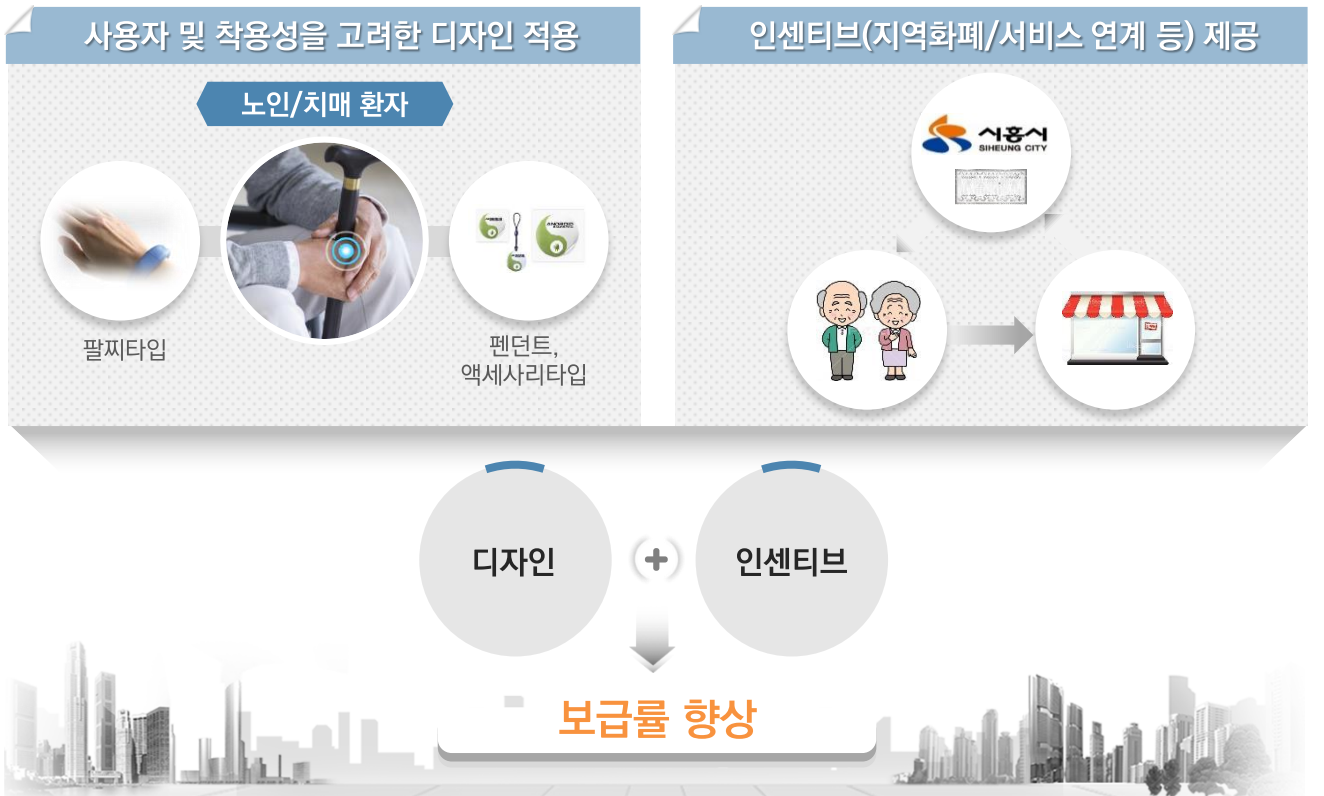 사용자 및 착용성을 고려한 디자인 적용
노인/치매 환자
팔찌타입
펜던트,
액세사리타입
인센티브(지역화폐/서비스 연계 등) 제공
시흥시
SIHEUNG CITY
디자인
+
인센티브
보급률 향상